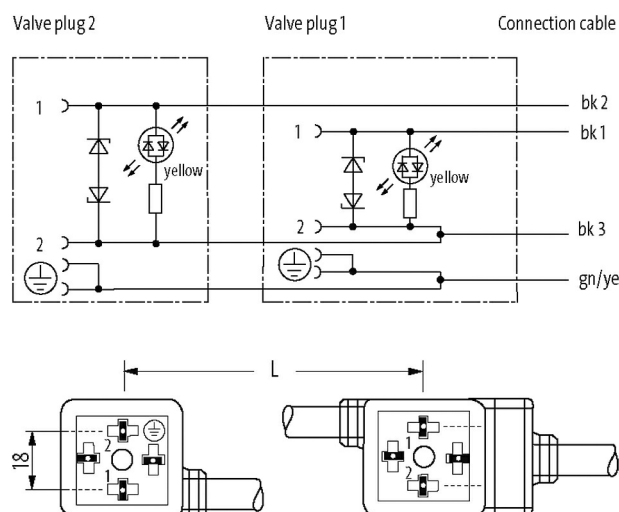 Valve plug 2 Valve plug 1 Connection cable
1 bk 2
1 bk 1
yellow yellow
2 bk 3
2
gn/ye
L
18
2 1
1 2